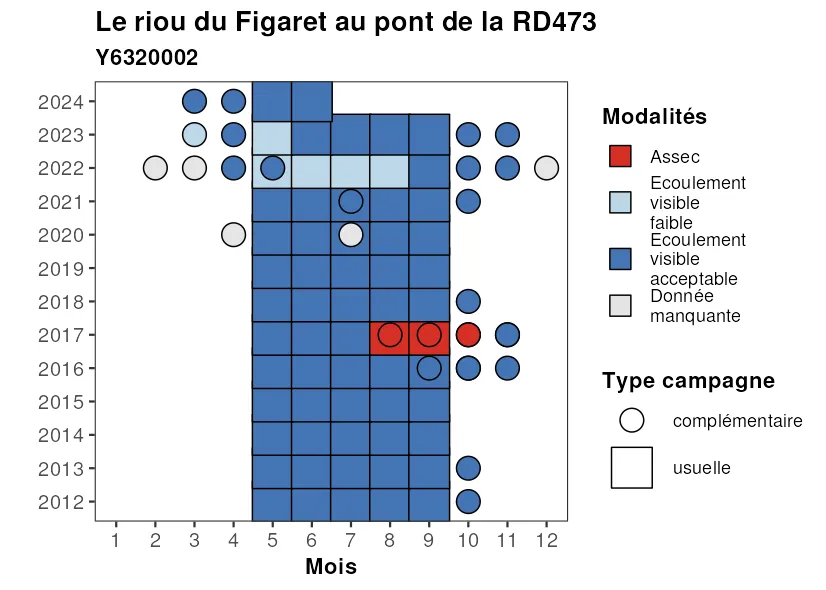 Le riou du Figaret au pont de la RD473
Y6320002
2024
2023
2022
2021
2020
2019
2018
2017
2016
2015
2014
2013
2012
1 2 3 4 5 6 7 8 9 10 11 12
Mois
Modalités
Assec
Ecoulement
visible
faible
Ecoulement
visible
acceptable
Donnée
manquante
Type campagne
complémentaire
usuelle